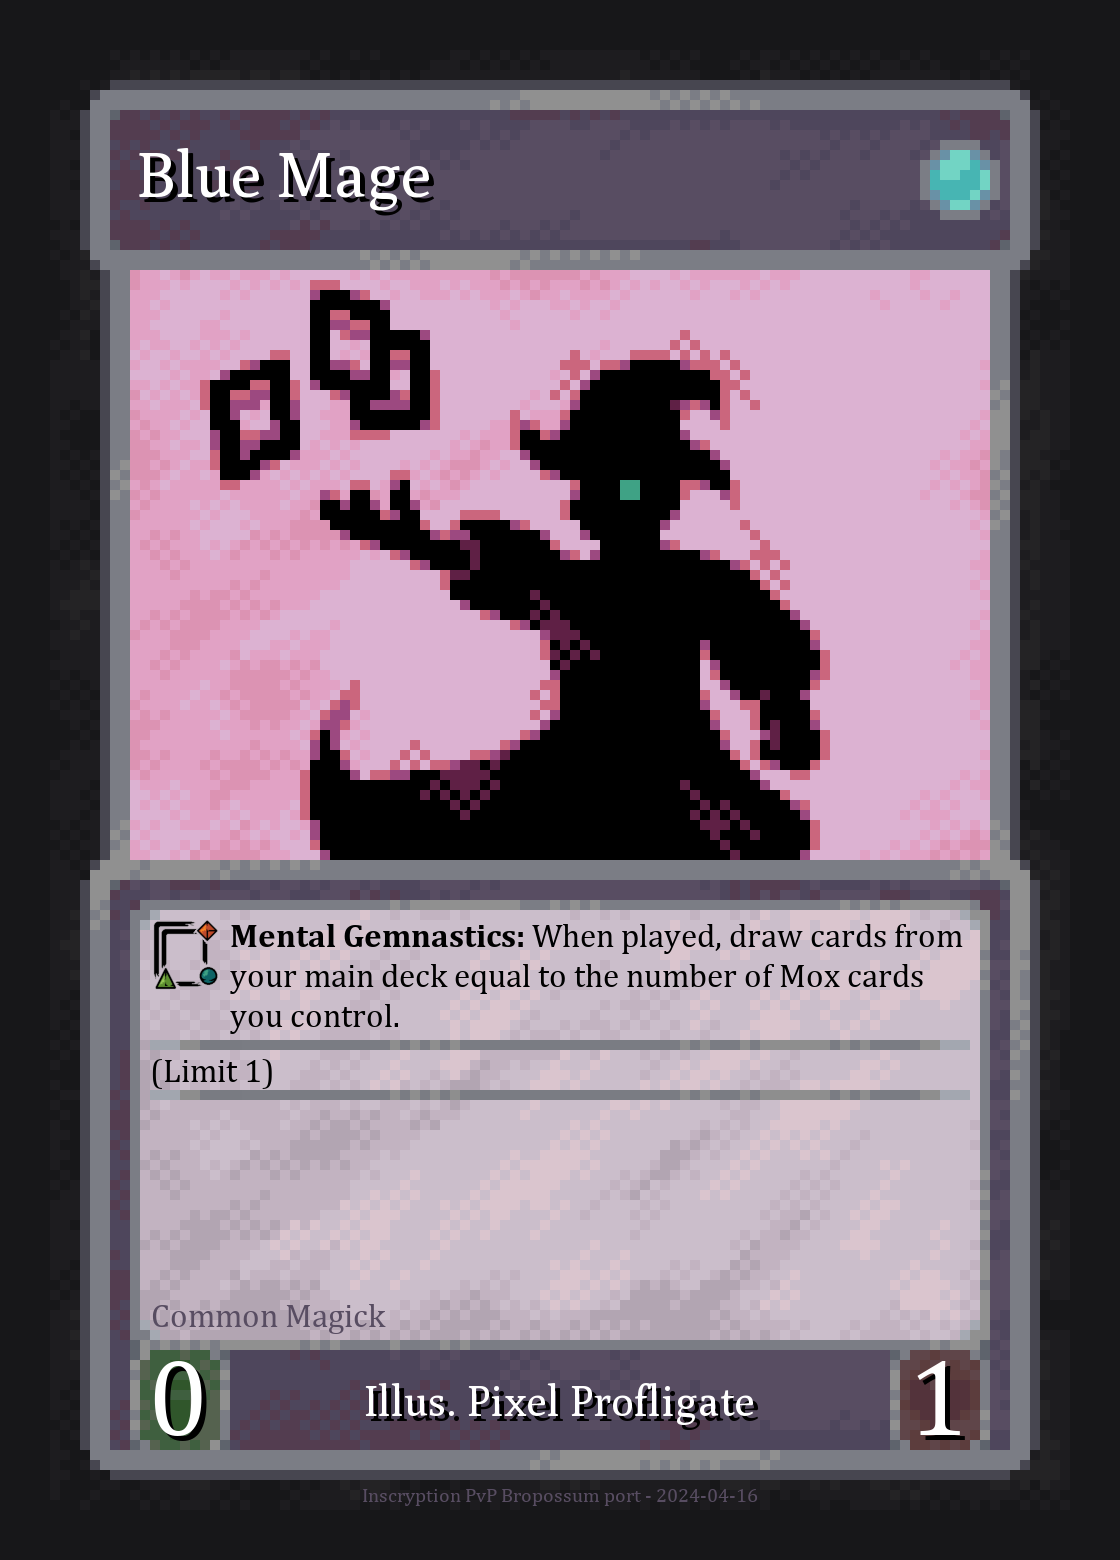 Blue Mage
Mental Gemnastics: When played, draw cards from
your main deck equal to the number of Mox cards
you control.
(Limit 1)
Common Magick
0
Illus. Pixel Profligate
1
Inscryption PvP Bropossum port - 2024-04-16